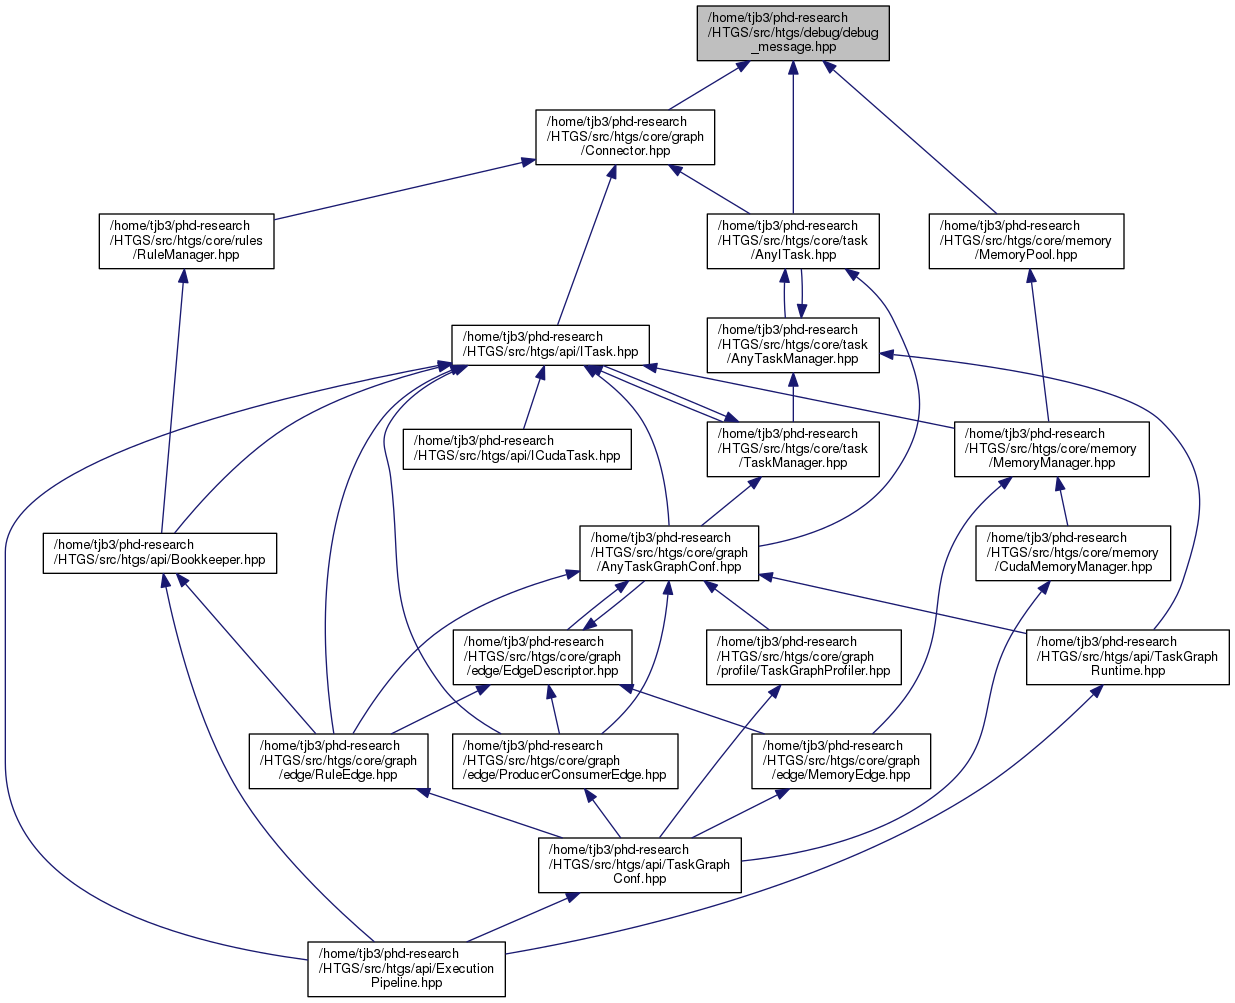 /home/tjb3/phd-research
/HTGS/src/htgs/debug/debug
_message.hpp
/home/tjb3/phd-research
/HTGS/src/htgs/core/graph
/Connector.hpp
/home/tjb3/phd-research
/HTGS/src/htgs/core/rules
/RuleManager.hpp
/home/tjb3/phd-research
/HTGS/src/htgs/core/task
/AnyITask.hpp
/home/tjb3/phd-research
/HTGS/src/htgs/core/memory
/MemoryPool.hpp
/home/tjb3/phd-research
/HTGS/src/htgs/api/ITask.hpp
/home/tjb3/phd-research
/HTGS/src/htgs/core/task
/AnyTaskManager.hpp
/home/tjb3/phd-research
/HTGS/src/htgs/api/ICudaTask.hpp
/home/tjb3/phd-research
/HTGS/src/htgs/core/task
/TaskManager.hpp
/home/tjb3/phd-research
/HTGS/src/htgs/core/memory
/MemoryManager.hpp
/home/tjb3/phd-research
/HTGS/src/htgs/api/Bookkeeper.hpp
/home/tjb3/phd-research
/HTGS/src/htgs/core/graph
/AnyTaskGraphConf.hpp
/home/tjb3/phd-research
/HTGS/src/htgs/core/memory
/CudaMemoryManager.hpp
/home/tjb3/phd-research
/HTGS/src/htgs/core/graph
/edge/EdgeDescriptor.hpp
/home/tjb3/phd-research
/HTGS/src/htgs/core/graph
/profile/TaskGraphProfiler.hpp
/home/tjb3/phd-research
/HTGS/src/htgs/api/TaskGraph
Runtime.hpp
/home/tjb3/phd-research
/HTGS/src/htgs/core/graph
/edge/RuleEdge.hpp
/home/tjb3/phd-research
/HTGS/src/htgs/core/graph
/edge/ProducerConsumerEdge.hpp
/home/tjb3/phd-research
/HTGS/src/htgs/core/graph
/edge/MemoryEdge.hpp
/home/tjb3/phd-research
/HTGS/src/htgs/api/TaskGraph
Conf.hpp
/home/tjb3/phd-research
/HTGS/src/htgs/api/Execution
Pipeline.hpp